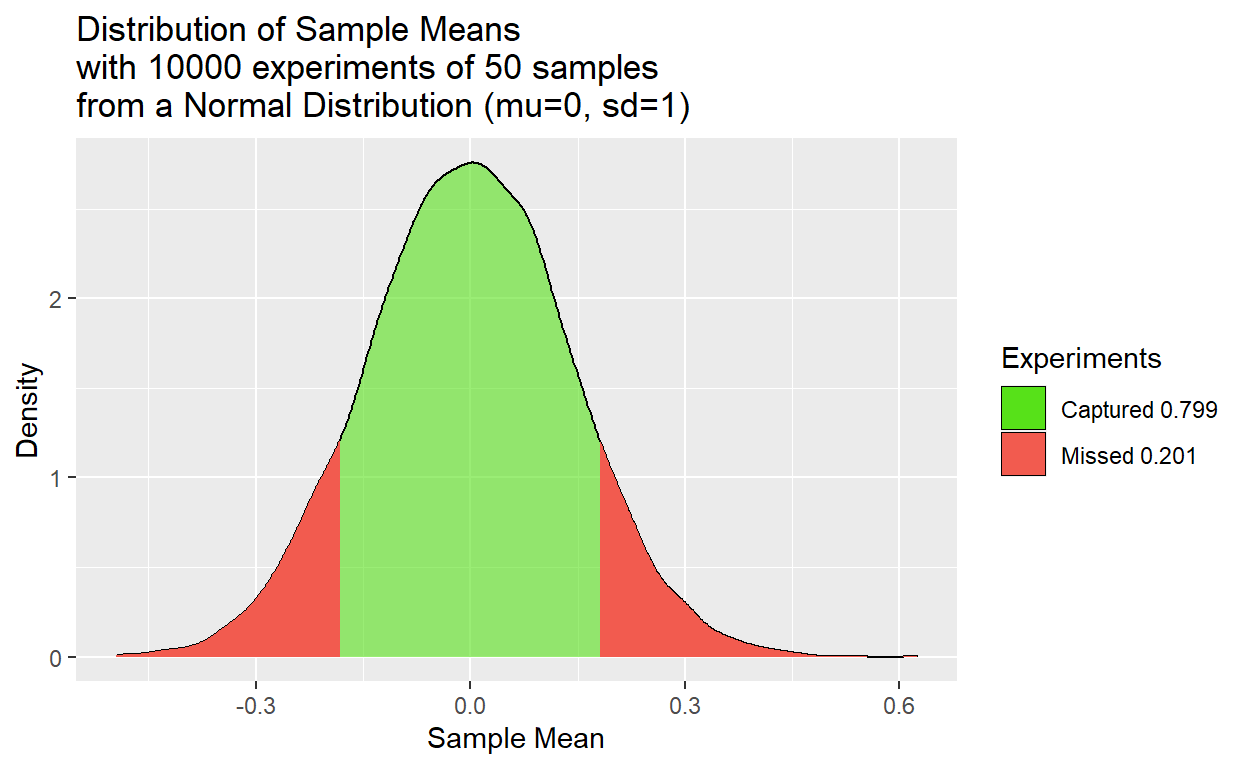 Distribution of Sample Means
with 10000 experiments of 50 samples
from a Normal Distribution (mu=0, sd=1)
Density
2
1
0
-0.3
0.0
0.3
0.6
Sample Mean
Experiments
Captured 0.799
Missed 0.201